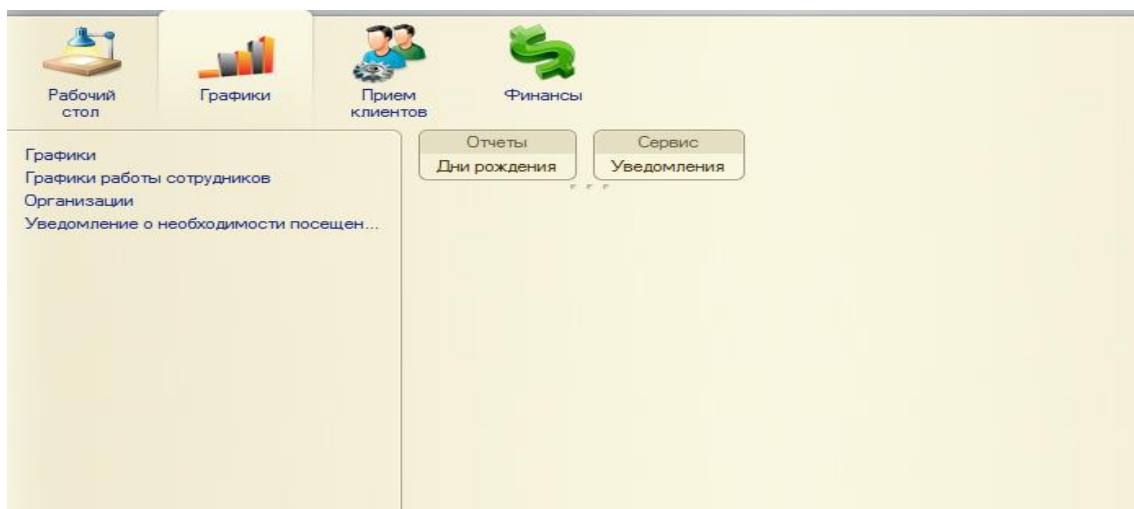 Рабочий
стол
Графики
Прием
клиентов
Финансы
Графики
Графики работы сотрудников
Организации
Уведомление о необходимости посещен...
Отчеты
Дни рождения
Сервис
Уведомления